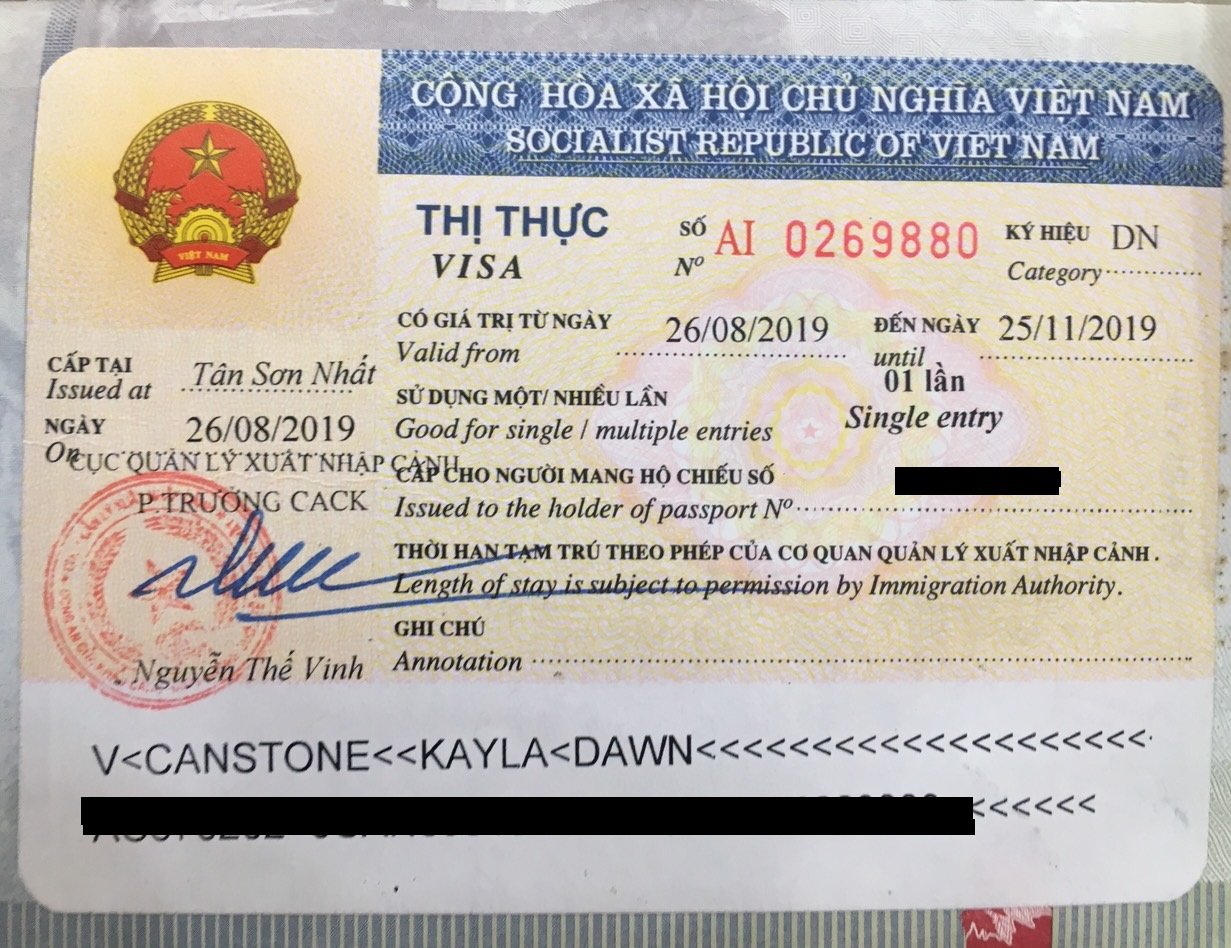 CỘNG HÒA XÃ HỘI CHỦ NGHĨA VIỆT NAM
SOCIALIST REPUBLIC OF VIET NAM
VIỆT NAM
THỊ THỰC
VISA
SỐ AI 0269880
Nº
KÝ HIỆU DN
Category
CÓ GIÁ TRỊ TỪ NGÀY 26/08/2019 ĐẾN NGÀY 25/11/2019
Valid from until
CẤP TẠI Tân Sơn Nhất
Issued at
SỬ DỤNG MỘT/ NHIỀU LẦN 01 lần
Good for single / multiple entries Single entry
NGÀY 26/08/2019
On
CỤC QUẢN LÝ XUẤT NHẬP CẢNH
P.TRƯỞNG CACK
CẤP CHO NGƯỜI MANG HỘ CHIẾU SỐ
Issued to the holder of passport Nº
THỜI HẠN TẠM TRÚ THEO PHÉP CỦA CƠ QUAN QUẢN LÝ XUẤT NHẬP CẢNH .
Length of stay is subject to permission by Immigration Authority.
GHI CHÚ
Annotation
Nguyễn Thế Vinh
V<CANSTONE<<KAYLA<DAWN<<<<<<<<<<<<<<<<<<<<
<<<<<<